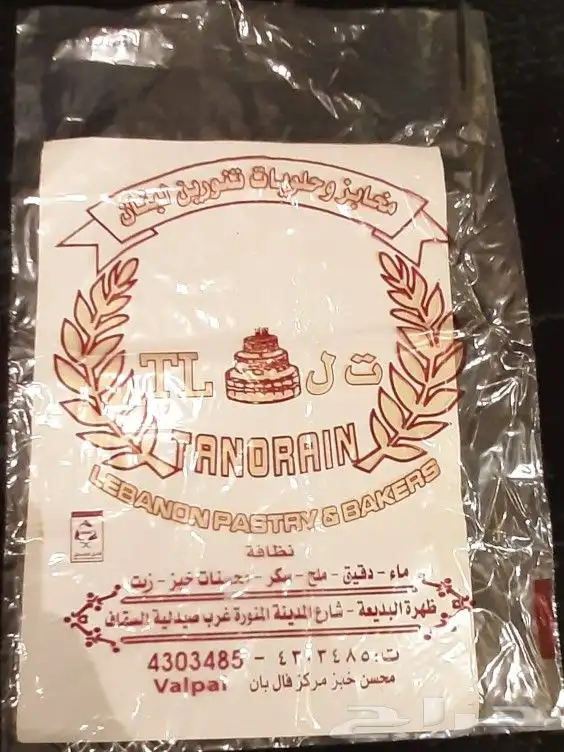 مخابز وحلويات تنورين لبنان
TL ت ل
TANORAIN
LEBANON PASTRY & BAKERS
نظافة
ماء - دقيق - ملح - سكر - محسنات خبز - زيت
ظهرة البديعة - شارع المدينة المنورة غرب صيدلية السقاف
ت: ٤٣٠٣٤٨٥ - 4303485
محسن خبز مركز فال بان Valpan
حراج